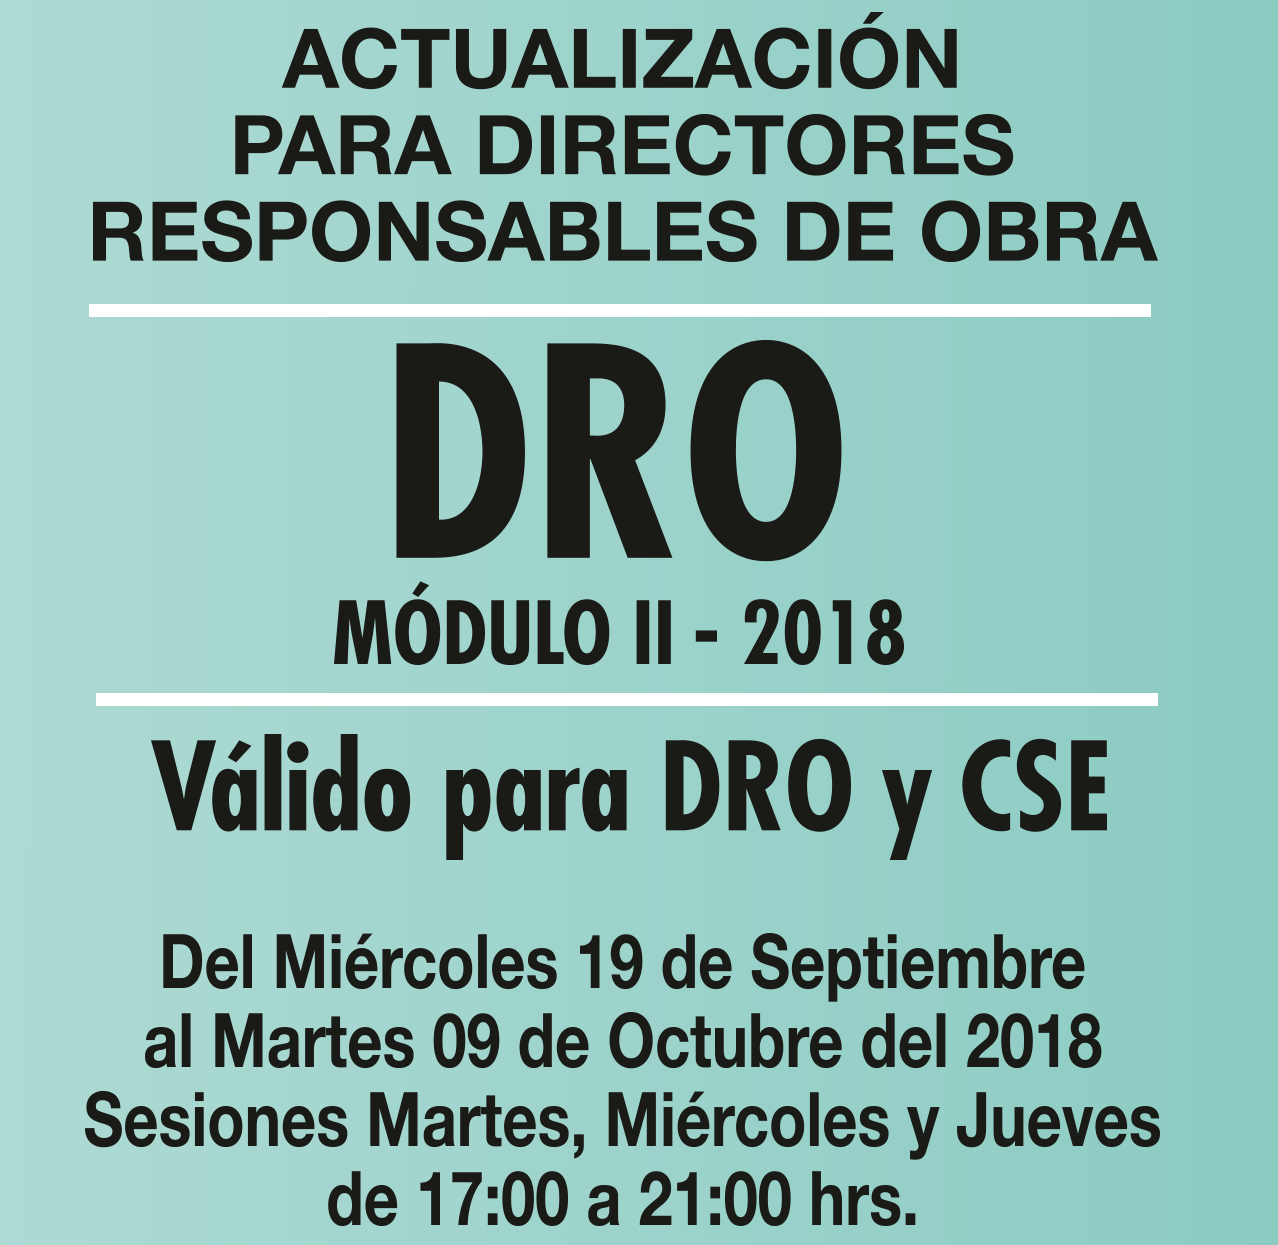 ACTUALIZACIÓN
PARA DIRECTORES
RESPONSABLES DE OBRA
DRO
MÓDULO II - 2018
Válido para DRO y CSE
Del Miércoles 19 de Septiembre
al Martes 09 de Octubre del 2018
Sesiones Martes, Miércoles y Jueves
de 17:00 a 21:00 hrs.